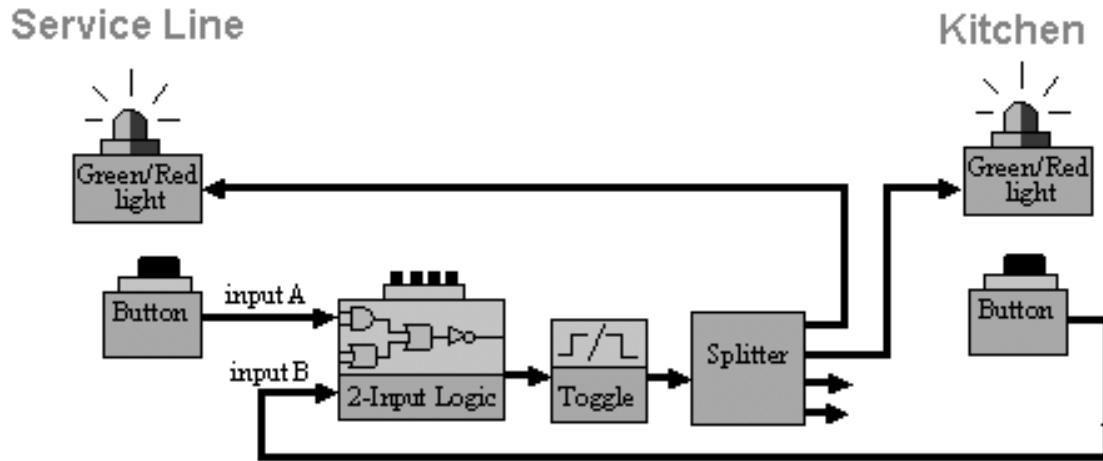 Service Line
Kitchen
Green/Red
light
Green/Red
light
Button
input A
Button
input B
2-Input Logic
Toggle
Splitter